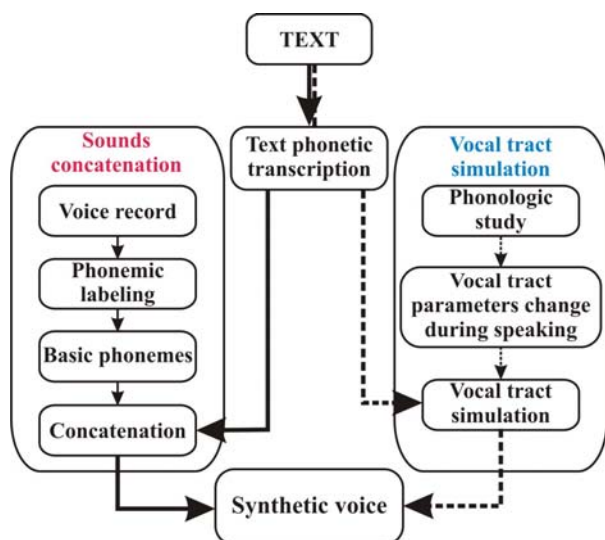 TEXT
Sounds
concatenation
Text phonetic
transcription
Vocal tract
simulation
Voice record
Phonemic
labeling
Basic phonemes
Concatenation
Phonologic
study
Vocal tract
parameters change
during speaking
Vocal tract
simulation
Synthetic voice